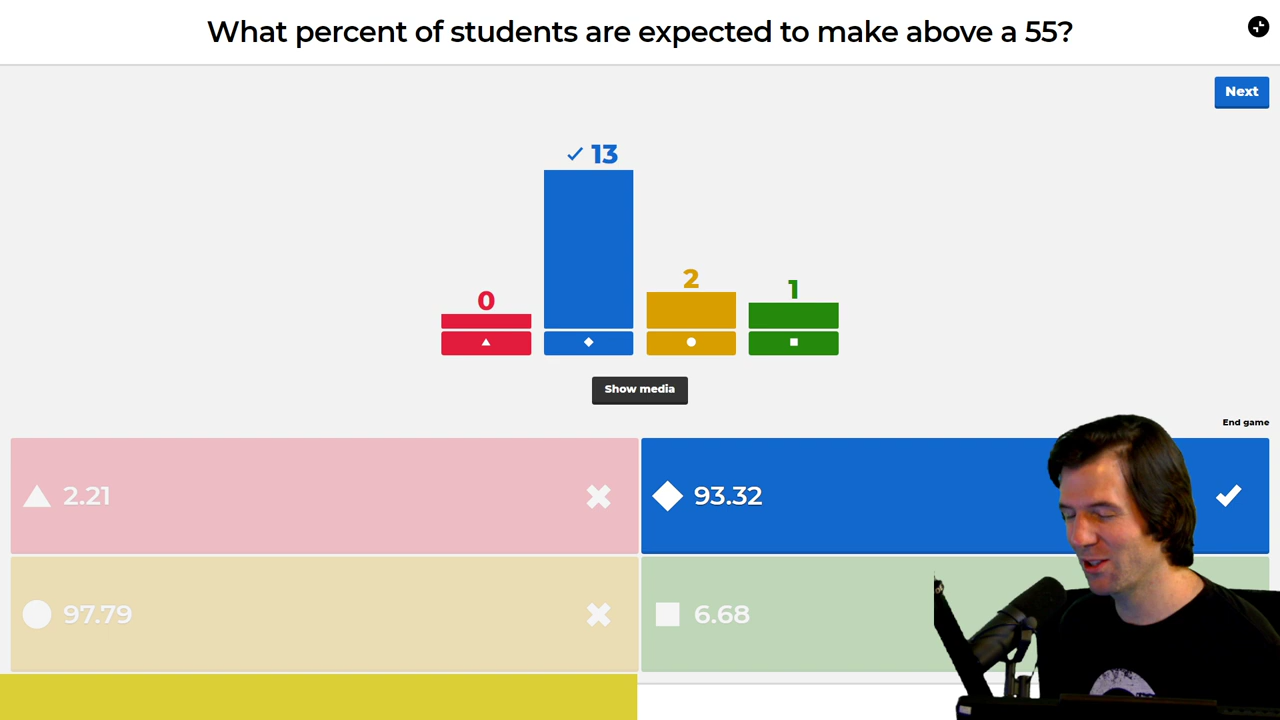 What percent of students are expected to make above a 55?
Next
13
2
1
0
Show media
End game
2.21
93.32
97.79
6.68